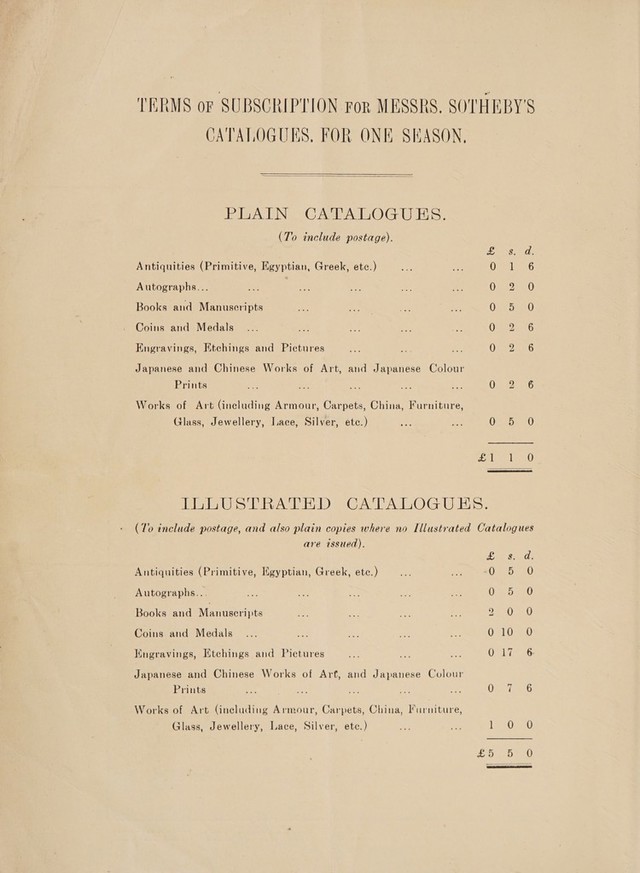 TERMS OF SUBSCRIPTION FOR MESSRS. SOTHEBY'S
CATALOGUES, FOR ONE SEASON.
PLAIN CATALOGUES.
(To include postage).
£ s. d.
Antiquities (Primitive, Egyptian, Greek, etc.) ... ... 0 1 6
Autographs... ... ... ... ... ... 0 2 0
Books and Manuscripts ... ... ... ... 0 5 0
Coins and Medals ... ... ... ... ... 0 2 6
Engravings, Etchings and Pictures ... ... ... 0 2 6
Japanese and Chinese Works of Art, and Japanese Colour
Prints ... ... ... ... ... 0 2 6
Works of Art (including Armour, Carpets, China, Furniture,
Glass, Jewellery, Lace, Silver, etc.) ... ... 0 5 0
£1 1 0
ILLUSTRATED CATALOGUES.
(To include postage, and also plain copies where no Illustrated Catalogues
are issued).
£ s. d.
Antiquities (Primitive, Egyptian, Greek, etc.) ... ... 0 5 0
Autographs... ... ... ... ... ... 0 5 0
Books and Manuscripts ... ... ... ... 2 0 0
Coins and Medals ... ... ... ... ... 0 10 0
Engravings, Etchings and Pictures ... ... ... 0 17 6
Japanese and Chinese Works of Art, and Japanese Colour
Prints ... ... ... ... ... 0 7 6
Works of Art (including Armour, Carpets, China, Furniture,
Glass, Jewellery, Lace, Silver, etc.) ... ... 1 0 0
£5 5 0